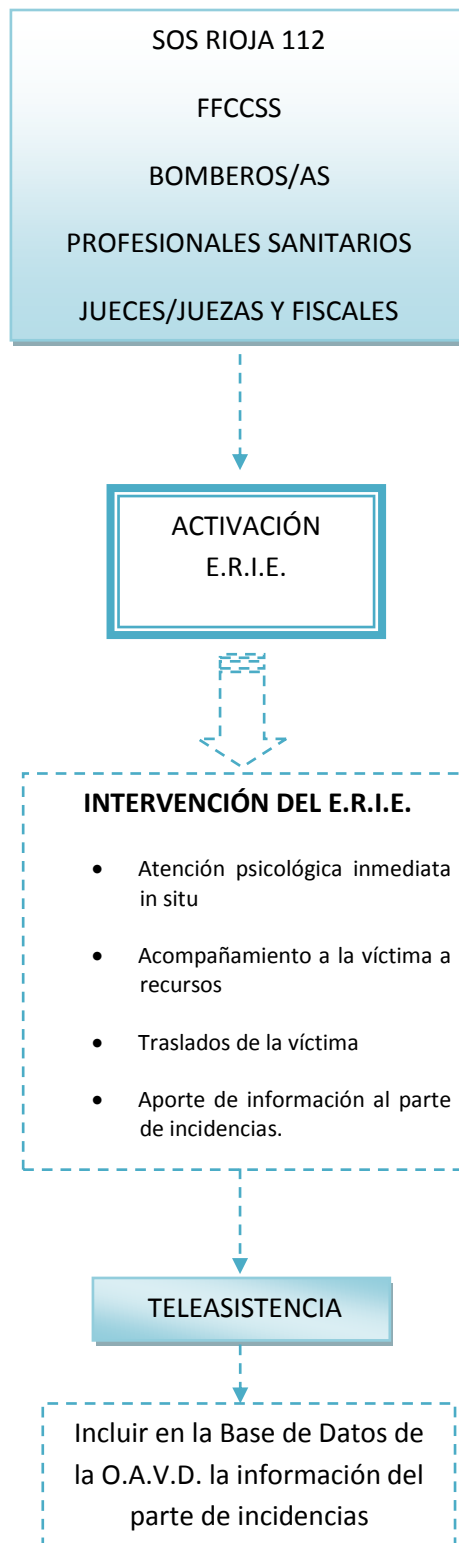 SOS RIOJA 112
FFCCSS
BOMBEROS/AS
PROFESIONALES SANITARIOS
JUECES/JUEZAS Y FISCALES
ACTIVACIÓN
E.R.I.E.
INTERVENCIÓN DEL E.R.I.E.
• Atención psicológica inmediata
in situ
• Acompañamiento a la víctima a
recursos
• Traslados de la víctima
• Aporte de información al parte
de incidencias.
TELEASISTENCIA
Incluir en la Base de Datos de
la O.A.V.D. la información del
parte de incidencias